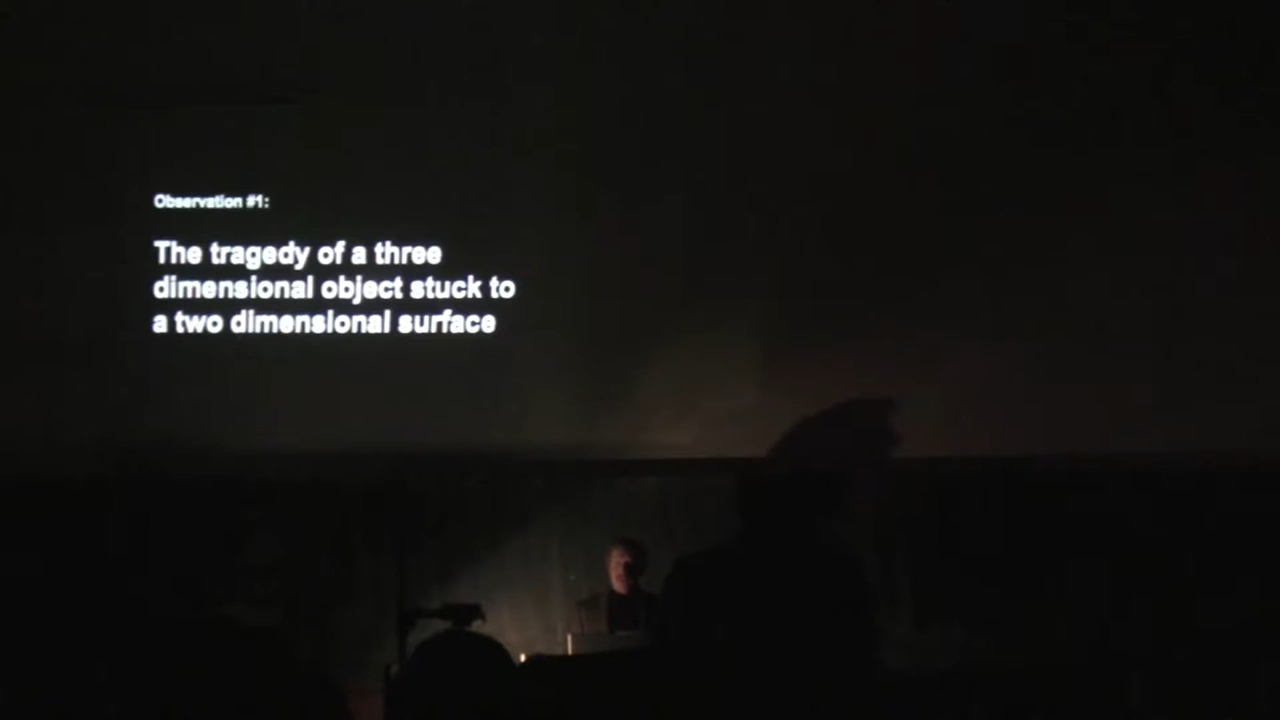 Observation #1:
The tragedy of a three
dimensional object stuck to
a two dimensional surface